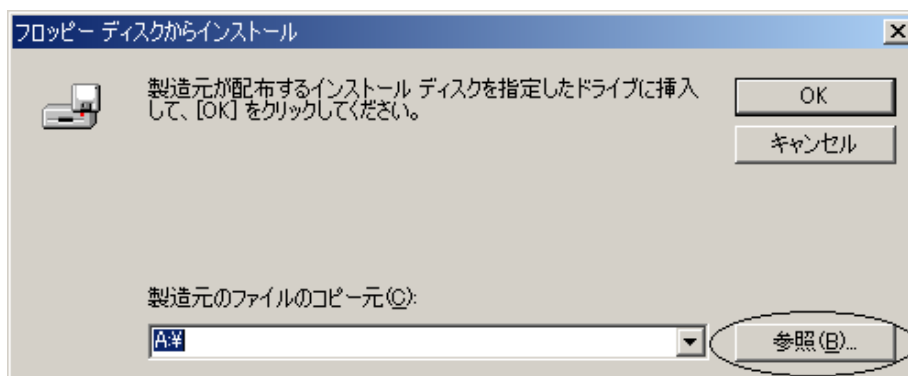 フロッピー ディスクからインストール
製造元が配布するインストール ディスクを指定したドライブに挿入
して、[OK] をクリックしてください。
OK
キャンセル
製造元のファイルのコピー元(C):
A:¥
参照(B)...